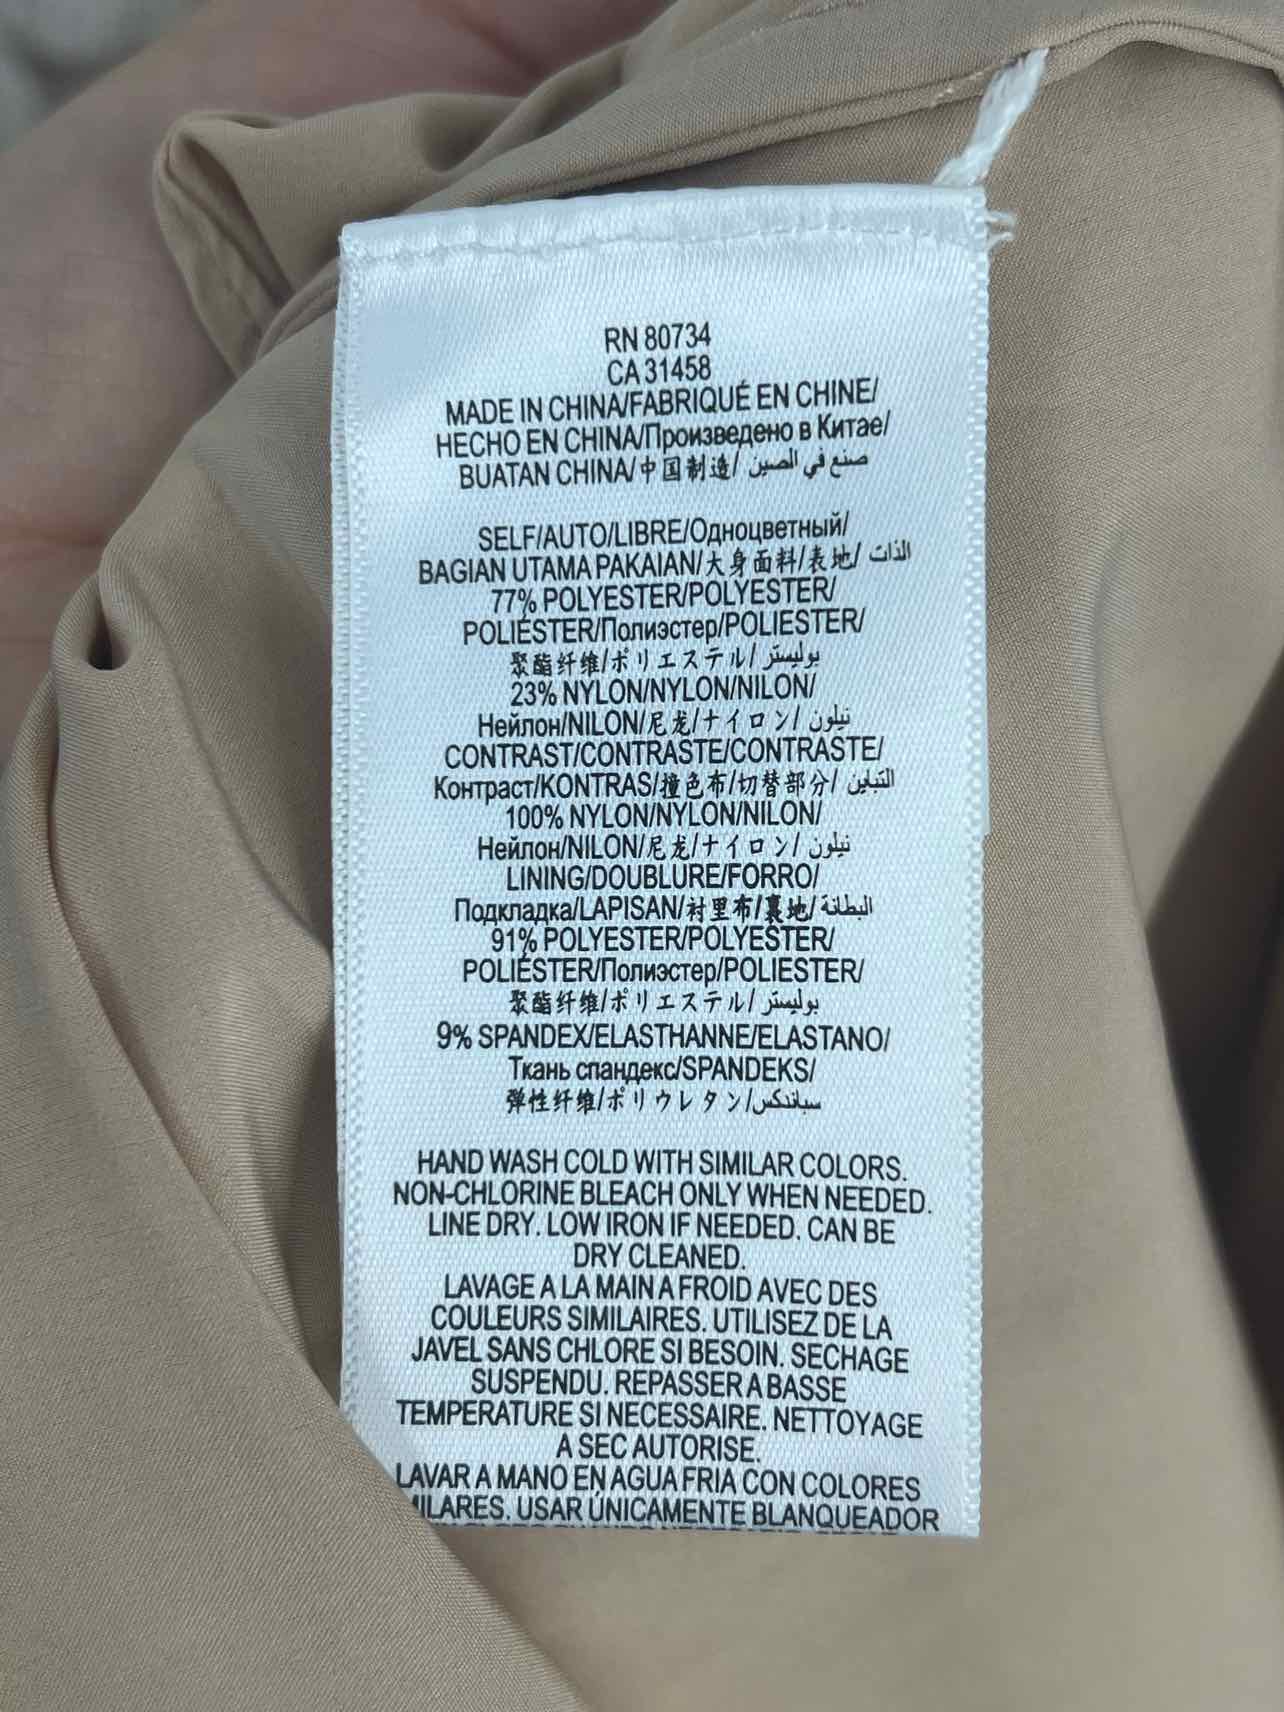 RN 80734
CA 31458
MADE IN CHINA/FABRIQUÉ EN CHINE/
HECHO EN CHINA/Произведено в Китае/
BUATAN CHINA/中国制造/ صنع في الصين
SELF/AUTO/LIBRE/Одноцветный/
BAGIAN UTAMA PAKAIAN/大身面料/表地/ الذات
77% POLYESTER/POLYESTER/
POLIÉSTER/Полиэстер/POLIESTER/
聚酯纤维/ポリエステル/ بوليستر
23% NYLON/NYLON/NILON/
Нейлон/NILON/尼龙/ナイロン/ نيلون
CONTRAST/CONTRASTE/CONTRASTE/
Контраст/KONTRAS/撞色布/切替部分/ التباين
100% NYLON/NYLON/NILON/
Нейлон/NILON/尼龙/ナイロン/ نيلون
LINING/DOUBLURE/FORRO/
Подкладка/LAPISAN/衬里布/裏地/ البطانة
91% POLYESTER/POLYESTER/
POLIÉSTER/Полиэстер/POLIESTER/
聚酯纤维/ポリエステル/ بوليستر
9% SPANDEX/ELASTHANNE/ELASTANO/
Ткань спандекс/SPANDEKS/
弹性纤维/ポリウレタン/سباندكس
HAND WASH COLD WITH SIMILAR COLORS.
NON-CHLORINE BLEACH ONLY WHEN NEEDED.
LINE DRY. LOW IRON IF NEEDED. CAN BE
DRY CLEANED.
LAVAGE A LA MAIN A FROID AVEC DES
COULEURS SIMILAIRES. UTILISEZ DE LA
JAVEL SANS CHLORE SI BESOIN. SECHAGE
SUSPENDU. REPASSER A BASSE
TEMPERATURE SI NECESSAIRE. NETTOYAGE
A SEC AUTORISE.
LAVAR A MANO EN AGUA FRIA CON COLORES
MILARES. USAR ÚNICAMENTE BLANQUEADOR